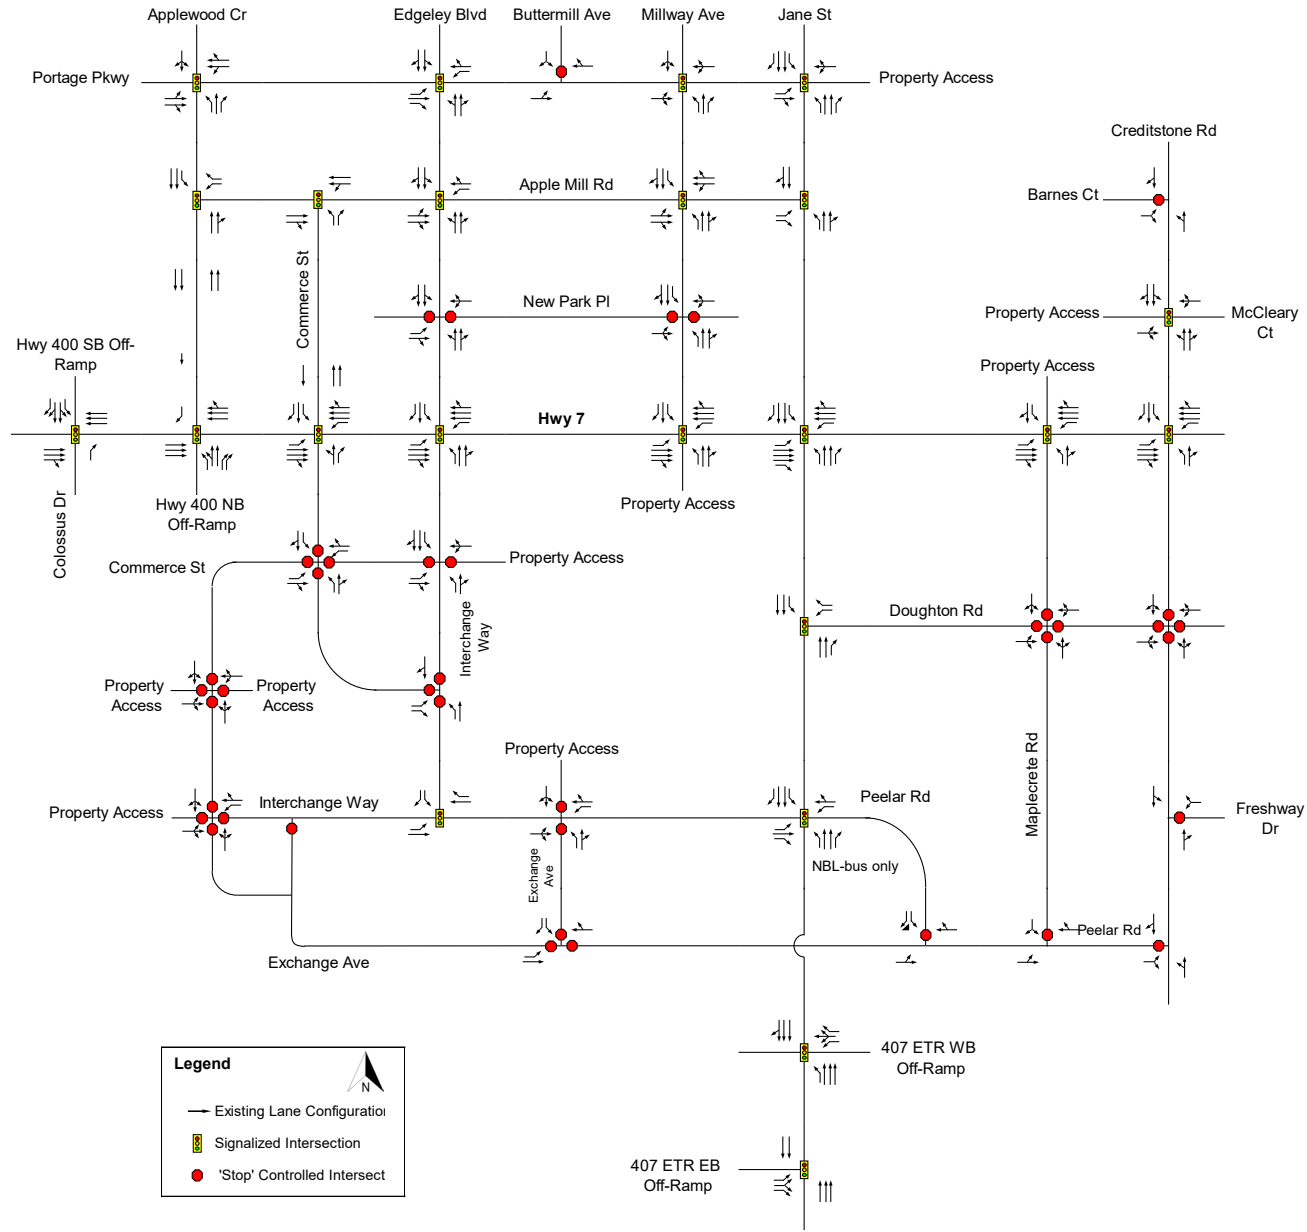 Applewood Cr
Edgeley Blvd
Buttermill Ave
Millway Ave
Jane St
Portage Pkwy
Property Access
Creditstone Rd
Apple Mill Rd
Barnes Ct
Commerce St
New Park Pl
Property Access
McCleary
Ct
Hwy 400 SB Off-
Ramp
Property Access
Hwy 7
Colossus Dr
Hwy 400 NB
Off-Ramp
Property Access
Commerce St
Property Access
Interchange
Way
Doughton Rd
Property
Access
Property
Access
Property Access
Maplecrete Rd
Property Access
Interchange Way
Peelar Rd
Freshway
Dr
Exchange
Ave
NBL-bus only
Peelar Rd
Exchange Ave
Legend
N
Existing Lane Configuration
Signalized Intersection
'Stop' Controlled Intersect
407 ETR WB
Off-Ramp
407 ETR EB
Off-Ramp